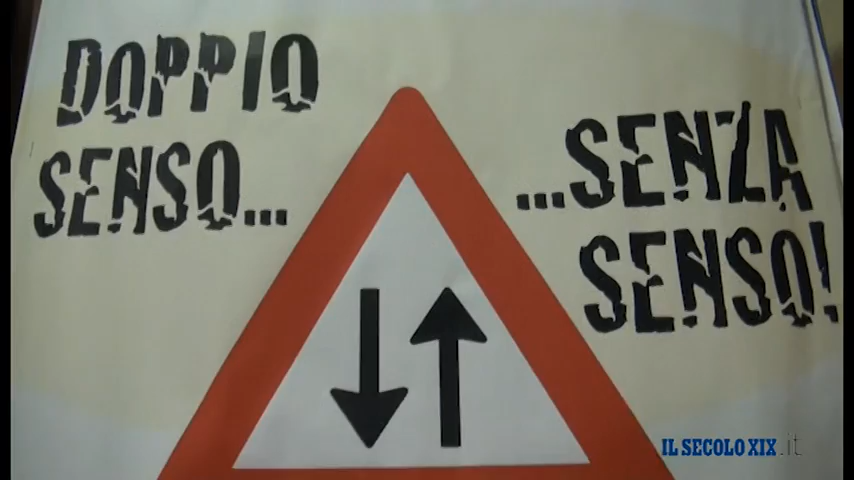 DOPPIO
SENSO...
...SENZA
SENSO!
IL SECOLO XIX.it